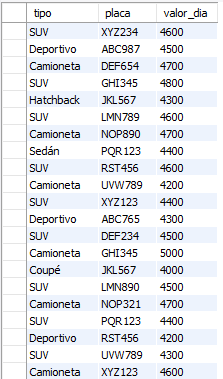 tipo placa valor_dia
SUV XYZ234 4600
Deportivo ABC987 4500
Camioneta DEF654 4700
SUV GHI345 4800
Hatchback JKL567 4300
SUV LMN789 4600
Camioneta NOP890 4700
Sedán PQR123 4400
SUV RST456 4600
Camioneta UVW789 4200
SUV XYZ123 4400
Deportivo ABC765 4300
SUV DEF234 4500
Camioneta GHI345 5000
Coupé JKL567 4000
SUV LMN890 4500
Camioneta NOP321 4700
SUV PQR123 4400
Deportivo RST456 4200
SUV UVW789 4300
Camioneta XYZ123 4600